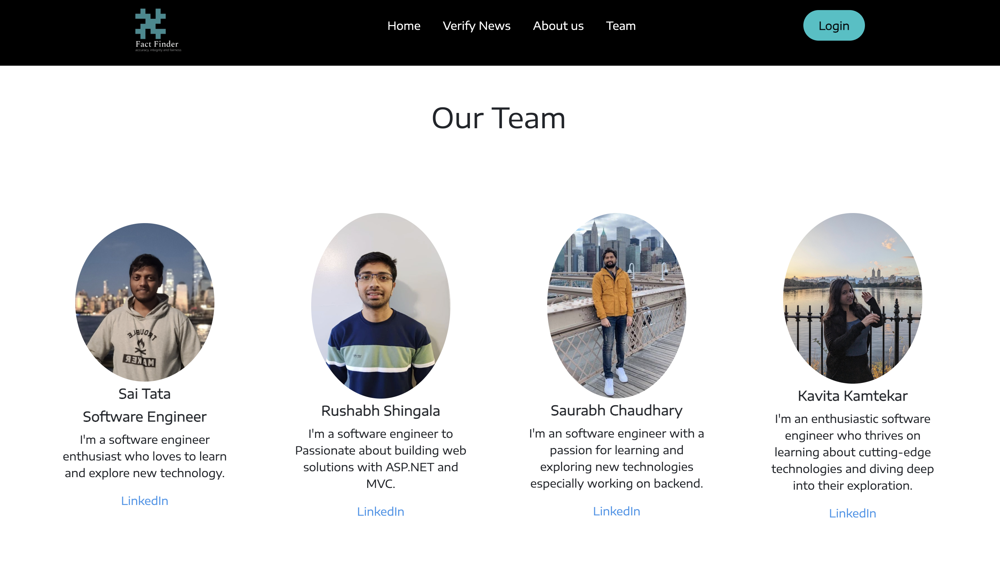 Fact Finder
accuracy, integrity and fairness
Home
Verify News
About us
Team
Login
Our Team
TROUBLE
MAKER
Sai Tata
Software Engineer
I'm a software engineer
enthusiast who loves to learn
and explore new technology.
LinkedIn
Rushabh Shingala
I'm a software engineer to
Passionate about building web
solutions with ASP.NET and
MVC.
LinkedIn
Saurabh Chaudhary
I'm an software engineer with a
passion for learning and
exploring new technologies
especially working on backend.
LinkedIn
Kavita Kamtekar
I'm an enthusiastic software
engineer who thrives on
learning about cutting-edge
technologies and diving deep
into their exploration.
LinkedIn